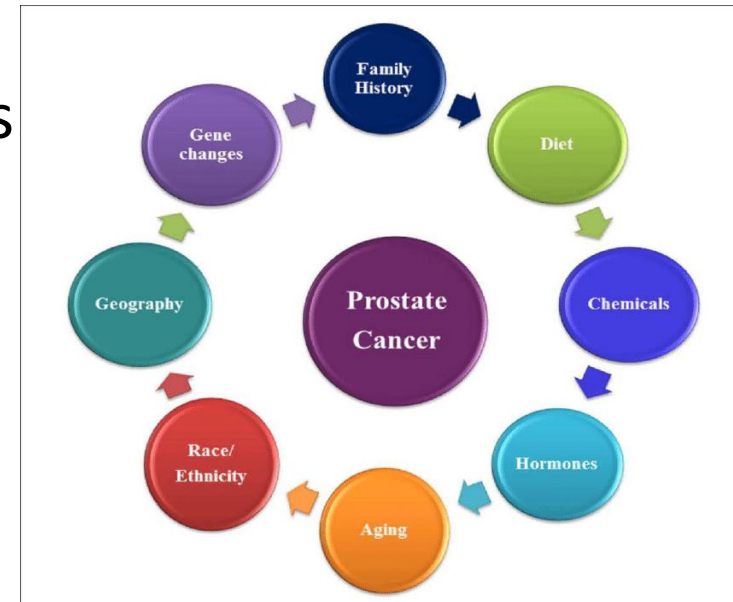 s
Family
History
Diet
Chemicals
Hormones
Aging
Race/
Ethnicity
Geography
Gene
changes
Prostate
Cancer